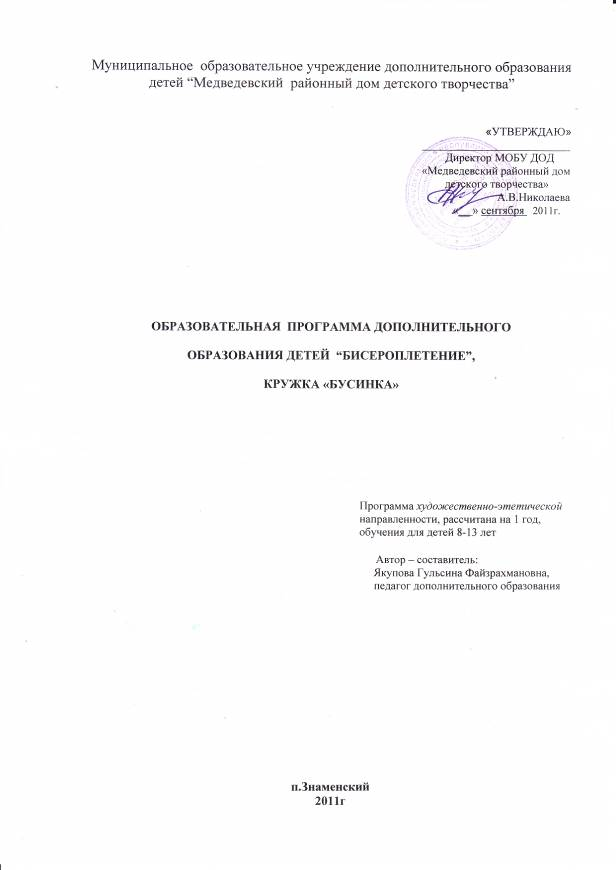 Муниципальное образовательное учреждение дополнительного образования
детей “Медведевский районный дом детского творчества”
«УТВЕРЖДАЮ»
Директор МОБУ ДОД
«Медведевский районный дом
детского творчества»
А.В.Николаева
«__» сентября 2011г.
ОБРАЗОВАТЕЛЬНАЯ ПРОГРАММА ДОПОЛНИТЕЛЬНОГО
ОБРАЗОВАНИЯ ДЕТЕЙ “БИСЕРОПЛЕТЕНИЕ”,
КРУЖКА «БУСИНКА»
Программа художественно-этетической
направленности, рассчитана на 1 год,
обучения для детей 8-13 лет
Автор – составитель:
Якупова Гульсина Файзрахмановна,
педагог дополнительного образования
п.Знаменский
2011г